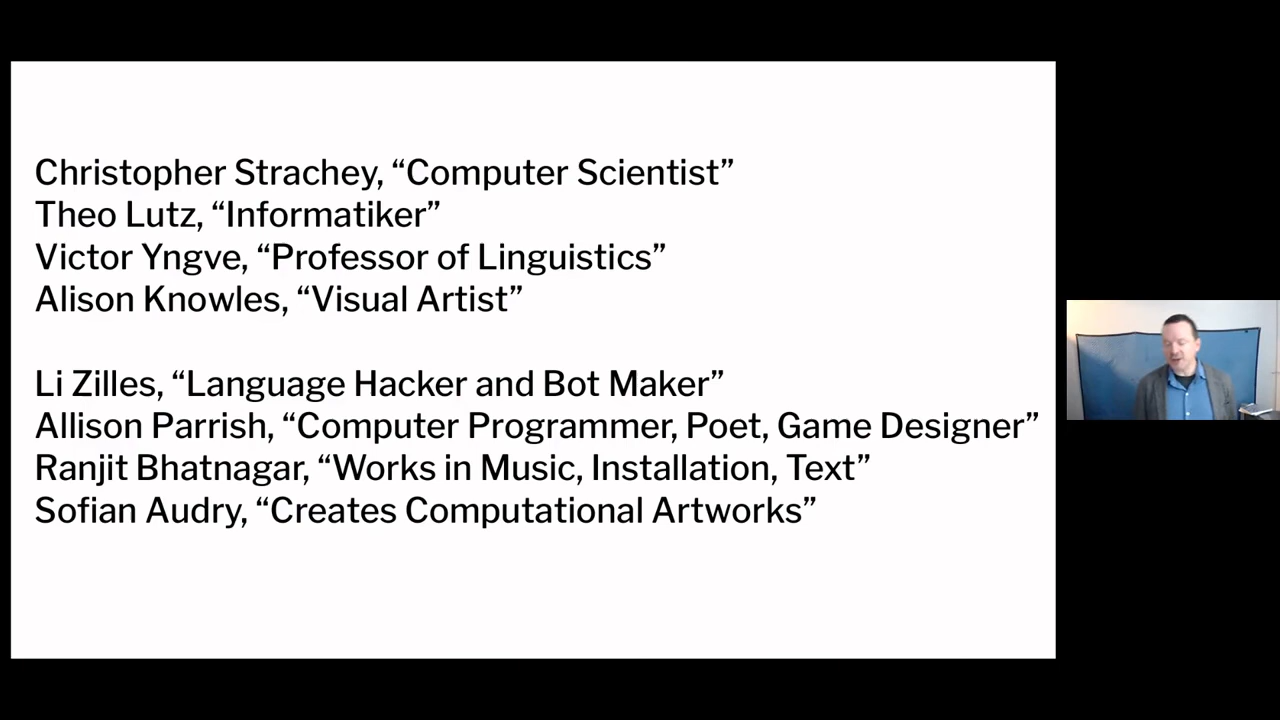 Christopher Strachey, “Computer Scientist”
Theo Lutz, “Informatiker”
Victor Yngve, “Professor of Linguistics”
Alison Knowles, “Visual Artist”
Li Zilles, “Language Hacker and Bot Maker”
Allison Parrish, “Computer Programmer, Poet, Game Designer”
Ranjit Bhatnagar, “Works in Music, Installation, Text”
Sofian Audry, “Creates Computational Artworks”